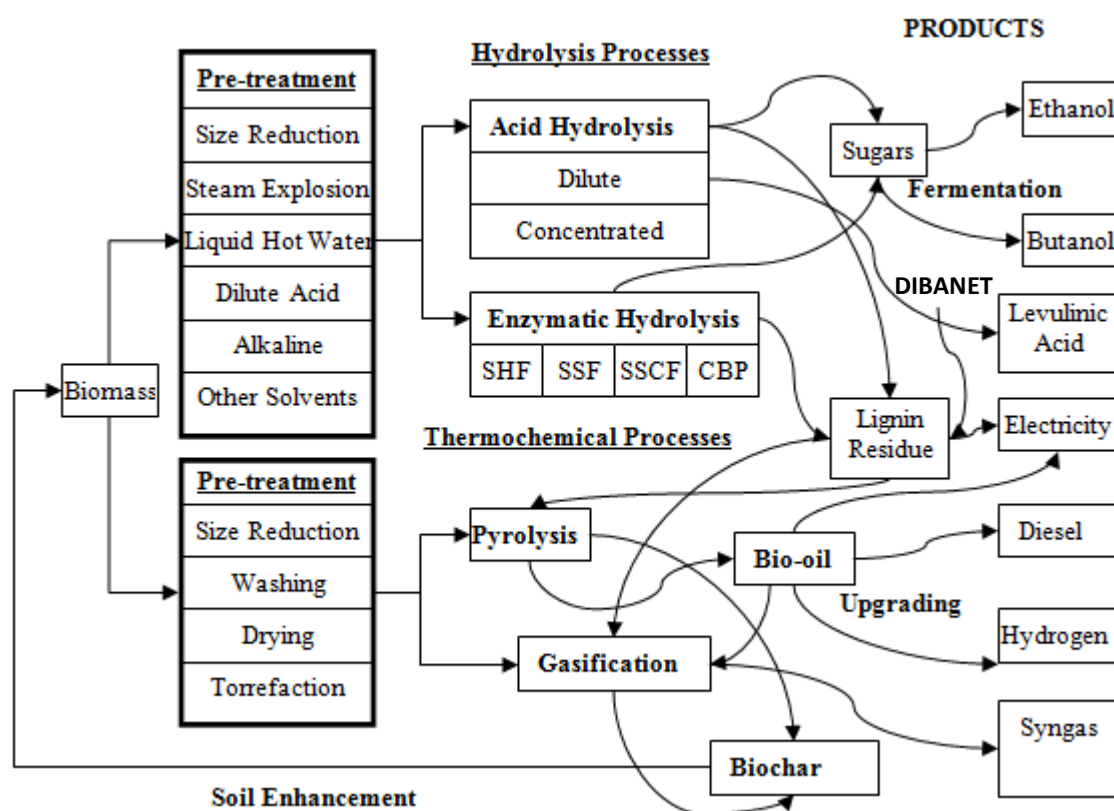 PRODUCTS
Hydrolysis Processes
Pre-treatment
Size Reduction
Steam Explosion
Liquid Hot Water
Dilute Acid
Alkaline
Other Solvents
Acid Hydrolysis
Dilute
Concentrated
Enzymatic Hydrolysis
SHF SSF SSCF CBP
Sugars
Fermentation
Ethanol
Butanol
DIBANET
Levulinic
Acid
Biomass
Lignin
Residue
Electricity
Thermochemical Processes
Pre-treatment
Size Reduction
Washing
Drying
Torrefaction
Pyrolysis
Bio-oil
Diesel
Upgrading
Gasification
Hydrogen
Syngas
Biochar
Soil Enhancement